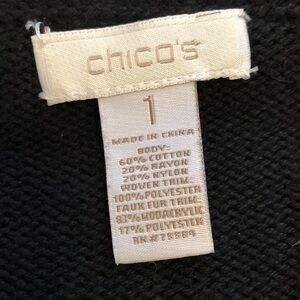 chico's
1
MADE IN CHINA
BODY:
60% COTTON
20% RAYON
20% NYLON
WOVEN TRIM:
100% POLYESTER
FAUX FUR TRIM:
83% MODACRYLIC
17% POLYESTER
RN #79984